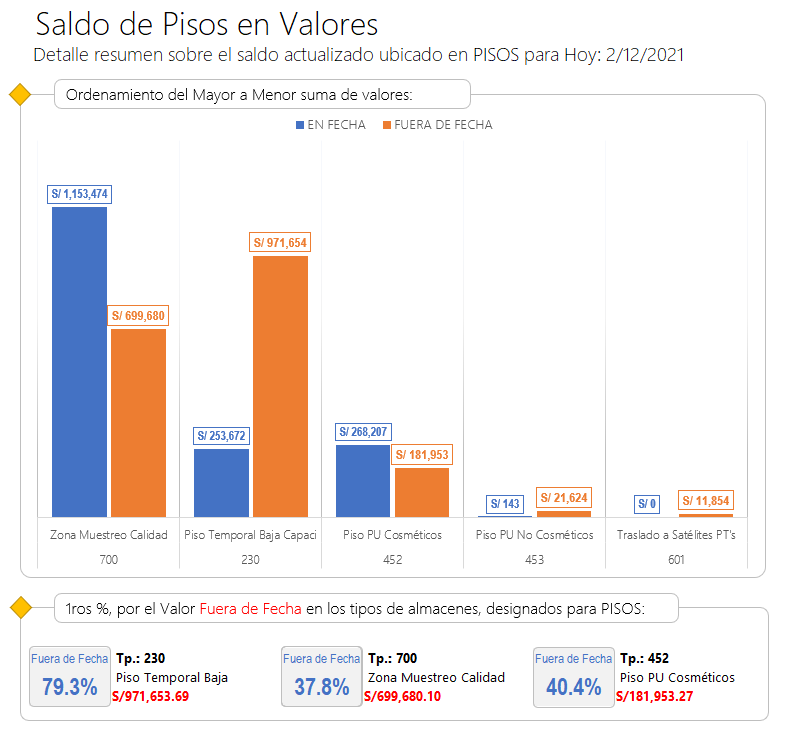 Saldo de Pisos en Valores
Detalle resumen sobre el saldo actualizado ubicado en PISOS para Hoy: 2/12/2021
Ordenamiento del Mayor a Menor suma de valores:
EN FECHA FUERA DE FECHA
S/ 1,153,474
S/ 699,680
S/ 253,672
S/ 971,654
S/ 268,207
S/ 181,953
S/ 143
S/ 21,624
S/ 0
S/ 11,854
Zona Muestreo Calidad Piso Temporal Baja Capaci Piso PU Cosméticos Piso PU No Cosméticos Traslado a Satélites PT's
700 230 452 453 601
1ros %, por el Valor Fuera de Fecha en los tipos de almacenes, designados para PISOS:
Fuera de Fecha
79.3%
Tp.: 230
Piso Temporal Baja
S/971,653.69
Fuera de Fecha
37.8%
Tp.: 700
Zona Muestreo Calidad
S/699,680.10
Fuera de Fecha
40.4%
Tp.: 452
Piso PU Cosméticos
S/181,953.27